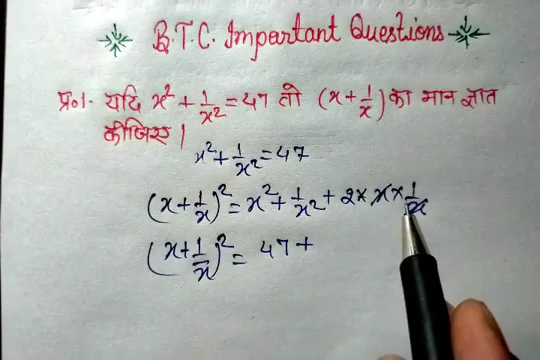 B.T.C. Impartant Questions
प्र०1- यदि x² + 1/x² = 47 तो (x + 1/x) का मान ज्ञात
कीजिए।
x² + 1/x² = 47
(x + 1/x)² = x² + 1/x² + 2 × x × 1/x
(x + 1/x)² = 47 +